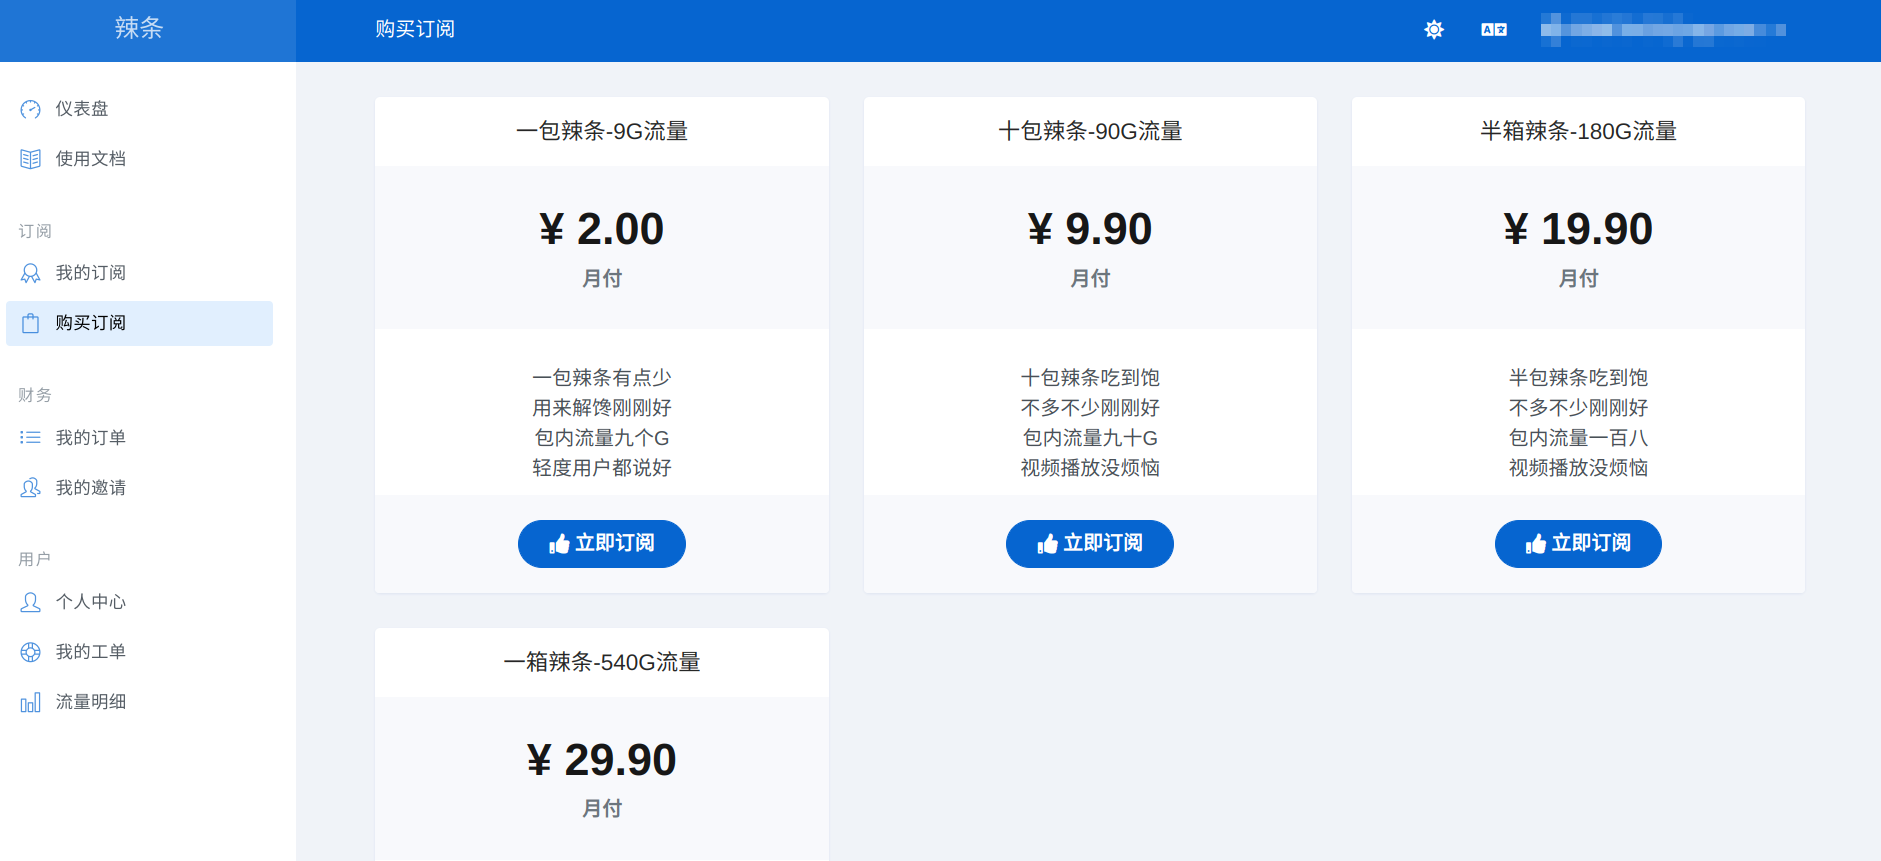 辣条
购买订阅
仪表盘
使用文档
订阅
我的订阅
购买订阅
财务
我的订单
我的邀请
用户
个人中心
我的工单
流量明细
一包辣条-9G流量
¥ 2.00
月付
一包辣条有点少
用来解馋刚刚好
包内流量九个G
轻度用户都说好
立即订阅
十包辣条-90G流量
¥ 9.90
月付
十包辣条吃到饱
不多不少刚刚好
包内流量九十G
视频播放没烦恼
立即订阅
半箱辣条-180G流量
¥ 19.90
月付
半包辣条吃到饱
不多不少刚刚好
包内流量一百八
视频播放没烦恼
立即订阅
一箱辣条-540G流量
¥ 29.90
月付